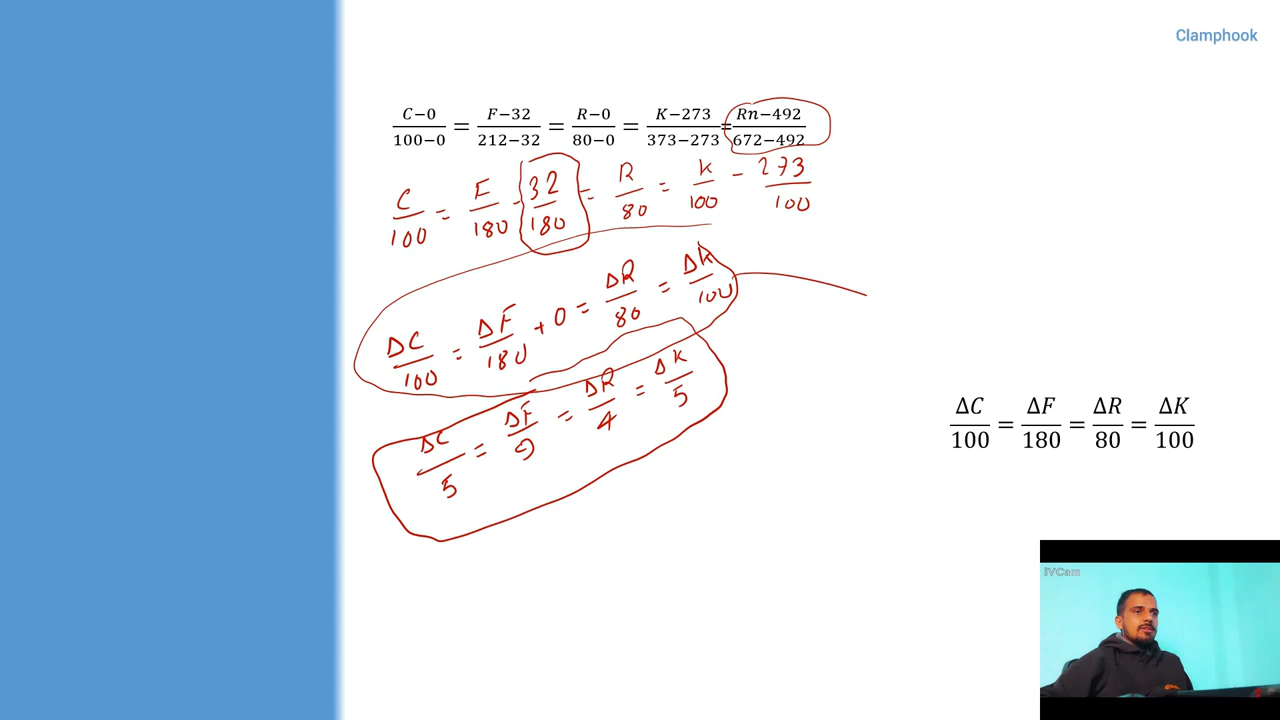 Clamphook
C−0/100−0 = F−32/212−32 = R−0/80−0 = K−273/373−273 = Rn−492/672−492
C/100 = F/180 - 32/180 = R/80 = K/100 - 273/100
ΔC/100 = ΔF/180 + 0 = ΔR/80 = ΔK/100
ΔC/5 = ΔF/9 = ΔR/4 = ΔK/5
ΔC/100 = ΔF/180 = ΔR/80 = ΔK/100
iVCam